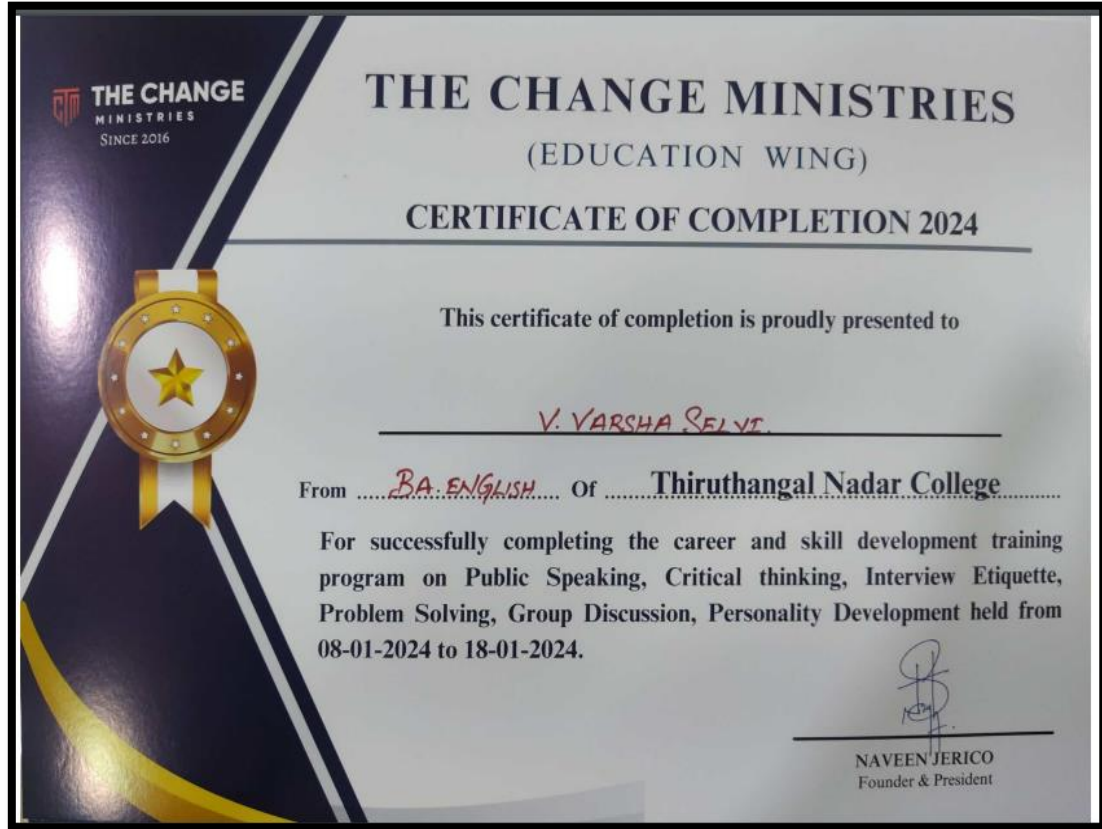 THE CHANGE
MINISTRIES
SINCE 2016
THE CHANGE MINISTRIES
(EDUCATION WING)
CERTIFICATE OF COMPLETION 2024
This certificate of completion is proudly presented to
V. VARSHA SELVI.
From BA. ENGLISH Of Thiruthangal Nadar College
For successfully completing the career and skill development training
program on Public Speaking, Critical thinking, Interview Etiquette,
Problem Solving, Group Discussion, Personality Development held from
08-01-2024 to 18-01-2024.
NAVEEN JERICO
Founder & President